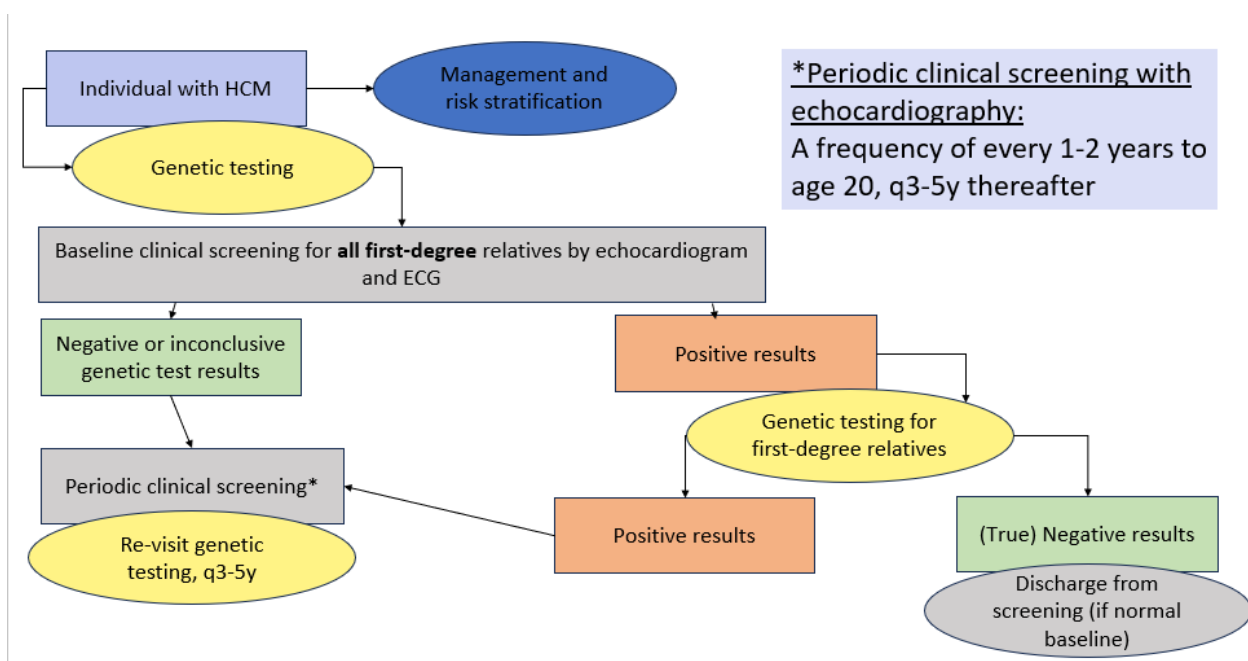 Individual with HCM
Management and
risk stratification
*Periodic clinical screening with
echocardiography:
A frequency of every 1-2 years to
age 20, q3-5y thereafter
Genetic testing
Baseline clinical screening for all first-degree relatives by echocardiogram
and ECG
Negative or inconclusive
genetic test results
Positive results
Genetic testing for
first-degree relatives
Periodic clinical screening*
Re-visit genetic
testing, q3-5y
Positive results
(True) Negative results
Discharge from
screening (if normal
baseline)